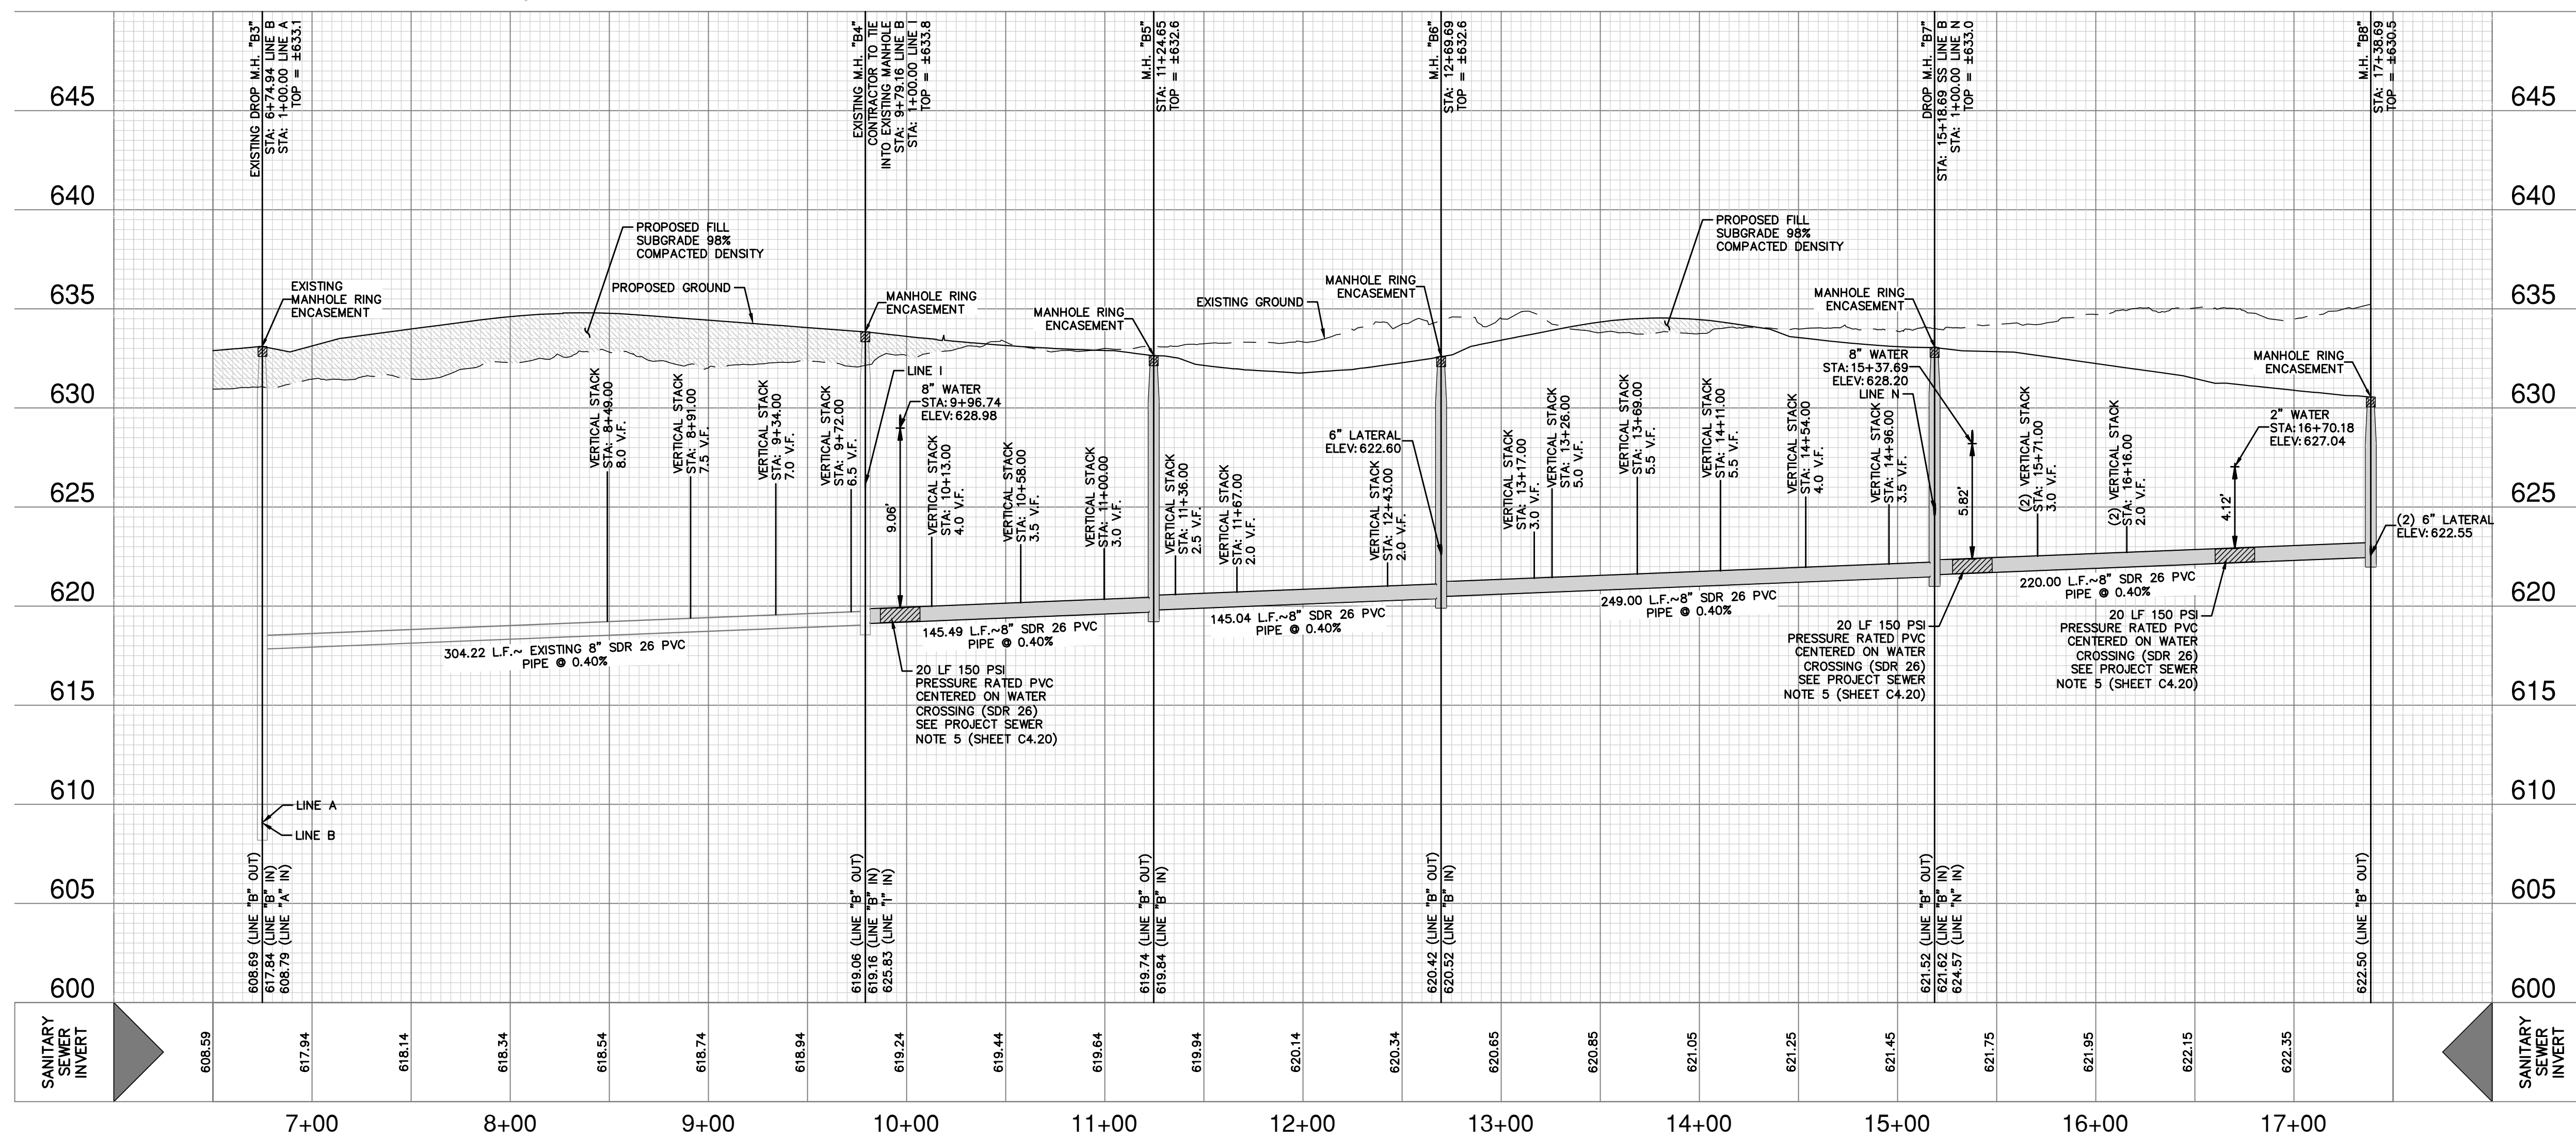 EXISTING DROP M.H. "B3"
STA: 6+74.94 LINE B
STA: 1+00.00 LINE A
TOP = ±633.1
EXISTING M.H. "B4"
CONTRACTOR TO TIE
INTO EXISTING MANHOLE
STA: 9+79.16 LINE B
STA: 1+00.00 LINE I
TOP = ±633.8
M.H. "B5"
STA: 11+24.65
TOP = ±632.6
M.H. "B6"
STA: 12+69.69
TOP = ±632.6
DROP M.H. "B7"
STA: 15+18.69 SS LINE B
STA: 1+00.00 LINE N
TOP = ±633.0
M.H. "B8"
STA: 17+38.69
TOP = ±630.5
645
645
640
640
635
635
630
630
625
625
620
620
615
615
610
610
605
605
600
600
PROPOSED FILL
SUBGRADE 98%
COMPACTED DENSITY
PROPOSED FILL
SUBGRADE 98%
COMPACTED DENSITY
EXISTING
MANHOLE RING
ENCASEMENT
PROPOSED GROUND
MANHOLE RING
ENCASEMENT
MANHOLE RING
ENCASEMENT
EXISTING GROUND
MANHOLE RING
ENCASEMENT
MANHOLE RING
ENCASEMENT
MANHOLE RING
ENCASEMENT
VERTICAL STACK
STA: 8+49.00
8.0 V.F.
VERTICAL STACK
STA: 8+91.00
7.5 V.F.
VERTICAL STACK
STA: 9+34.00
7.0 V.F.
VERTICAL STACK
STA: 9+72.00
6.5 V.F.
LINE I
8" WATER
STA: 9+96.74
ELEV: 628.98
9.06'
VERTICAL STACK
STA: 10+13.00
4.0 V.F.
VERTICAL STACK
STA: 10+58.00
3.5 V.F.
VERTICAL STACK
STA: 11+00.00
3.0 V.F.
VERTICAL STACK
STA: 11+36.00
2.5 V.F.
VERTICAL STACK
STA: 11+67.00
2.0 V.F.
VERTICAL STACK
STA: 12+43.00
2.0 V.F.
6" LATERAL
ELEV: 622.60
VERTICAL STACK
STA: 13+17.00
3.0 V.F.
VERTICAL STACK
STA: 13+26.00
5.0 V.F.
VERTICAL STACK
STA: 13+69.00
5.5 V.F.
VERTICAL STACK
STA: 14+11.00
5.5 V.F.
VERTICAL STACK
STA: 14+54.00
4.0 V.F.
VERTICAL STACK
STA: 14+96.00
3.5 V.F.
8" WATER
STA: 15+37.69
ELEV: 628.20
LINE N
5.82'
(2) VERTICAL STACK
STA: 15+71.00
3.0 V.F.
(2) VERTICAL STACK
STA: 16+16.00
2.0 V.F.
2" WATER
STA: 16+70.18
ELEV: 627.04
4.12'
(2) 6" LATERAL
ELEV: 622.55
304.22 L.F.~ EXISTING 8" SDR 26 PVC
PIPE @ 0.40%
145.49 L.F.~8" SDR 26 PVC
PIPE @ 0.40%
145.04 L.F.~8" SDR 26 PVC
PIPE @ 0.40%
249.00 L.F.~8" SDR 26 PVC
PIPE @ 0.40%
220.00 L.F.~8" SDR 26 PVC
PIPE @ 0.40%
20 LF 150 PSI
PRESSURE RATED PVC
CENTERED ON WATER
CROSSING (SDR 26)
SEE PROJECT SEWER
NOTE 5 (SHEET C4.20)
20 LF 150 PSI
PRESSURE RATED PVC
CENTERED ON WATER
CROSSING (SDR 26)
SEE PROJECT SEWER
NOTE 5 (SHEET C4.20)
20 LF 150 PSI
PRESSURE RATED PVC
CENTERED ON WATER
CROSSING (SDR 26)
SEE PROJECT SEWER
NOTE 5 (SHEET C4.20)
LINE A
LINE B
608.69 (LINE "B" OUT)
617.84 (LINE "B" IN)
608.79 (LINE "A" IN)
619.06 (LINE "B" OUT)
619.16 (LINE "B" IN)
625.83 (LINE "I" IN)
619.74 (LINE "B" OUT)
619.84 (LINE "B" IN)
620.42 (LINE "B" OUT)
620.52 (LINE "B" IN)
621.52 (LINE "B" OUT)
621.62 (LINE "B" IN)
624.57 (LINE "N" IN)
622.50 (LINE "B" OUT)
SANITARY
SEWER
INVERT
608.59
617.94
618.14
618.34
618.54
618.74
618.94
619.24
619.44
619.64
619.94
620.14
620.34
620.65
620.85
621.05
621.25
621.45
621.75
621.95
622.15
622.35
SANITARY
SEWER
INVERT
7+00
8+00
9+00
10+00
11+00
12+00
13+00
14+00
15+00
16+00
17+00